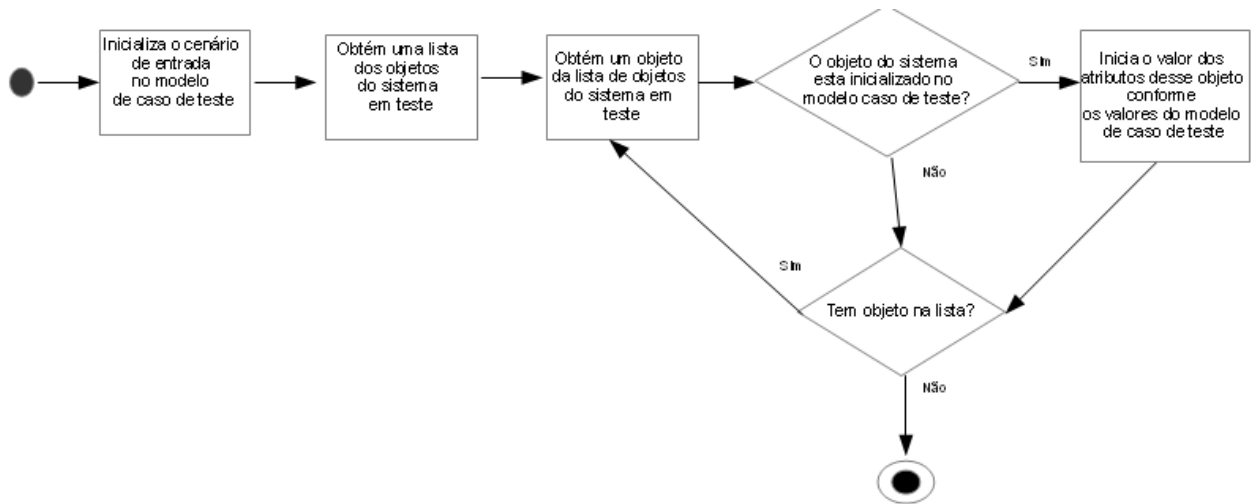 Inicializa o cenário
de entrada
no modelo
de caso de teste
Obtém uma lista
dos objetos
do sistema
em teste
Obtém um objeto
da lista de objetos
do sistema em
teste
O objeto do sistema
esta inicializado no
modelo caso de teste?
Sim
Inicia o valor dos
atributos desse objeto
conforme
os valores do modelo
de caso de teste
Não
Sim
Tem objeto na lista?
Não